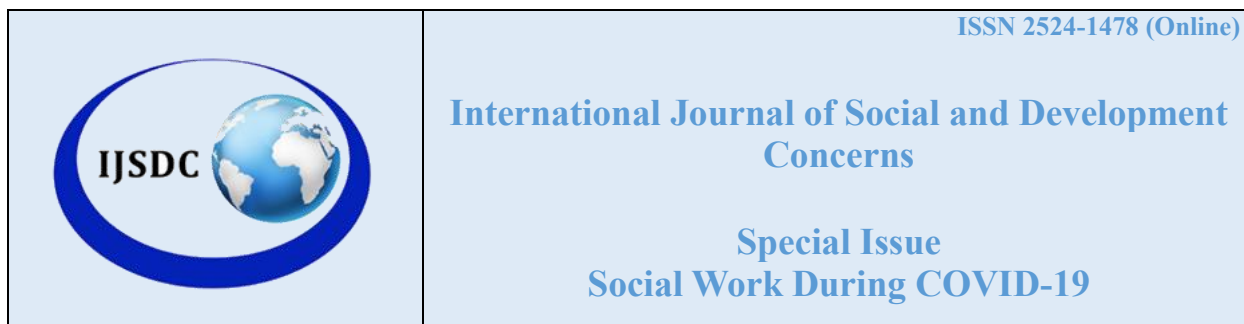 IJSDC
ISSN 2524-1478 (Online)
International Journal of Social and Development
Concerns
Special Issue
Social Work During COVID-19